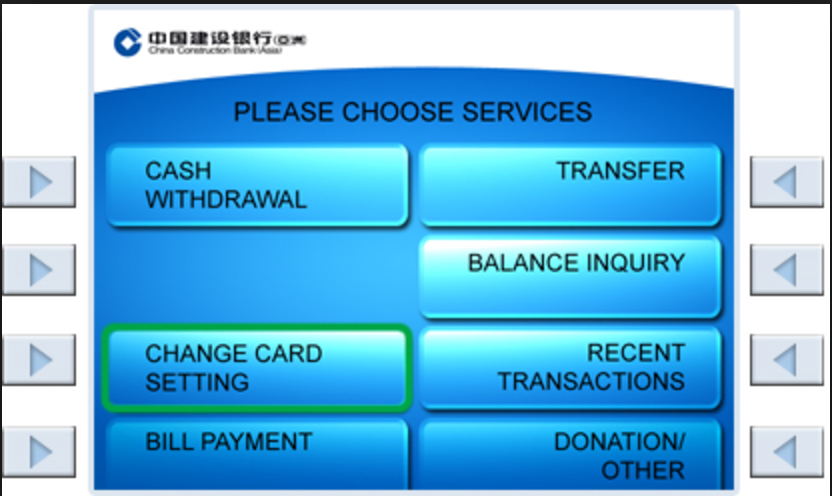 中国建设银行(亞洲)
China Construction Bank (Asia)
PLEASE CHOOSE SERVICES
CASH
WITHDRAWAL
TRANSFER
BALANCE INQUIRY
CHANGE CARD
SETTING
RECENT
TRANSACTIONS
BILL PAYMENT
DONATION/
OTHER